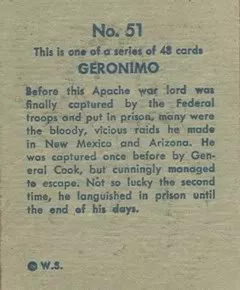 No. 51
This is one of a series of 48 cards
GERONIMO
Before this Apache war lord was
finally captured by the Federal
troops and put in prison, many were
the bloody, vicious raids he made
in New Mexico and Arizona. He
was captured once before by Gen-
eral Cook, but cunningly managed
to escape. Not so lucky the second
time, he languished in prison until
the end of his days.
© W.S.